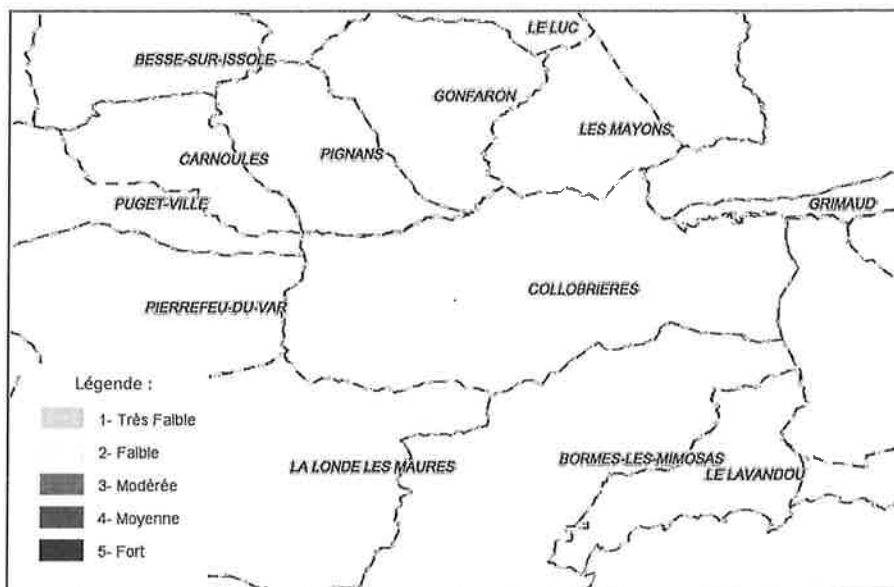 LE LUC
BESSE-SUR-ISSOLE
GONFARON
LES MAYONS
CARNOULES
PIGNANS
PUGET-VILLE
GRIMAUD
COLLOBRIERES
PIERREFEU-DU-VAR
Légende :
1- Très Faible
2- Faible
3- Modérée
4- Moyenne
5- Fort
LA LONDE LES MAURES
BORMES-LES-MIMOSAS
LE LAVANDOU